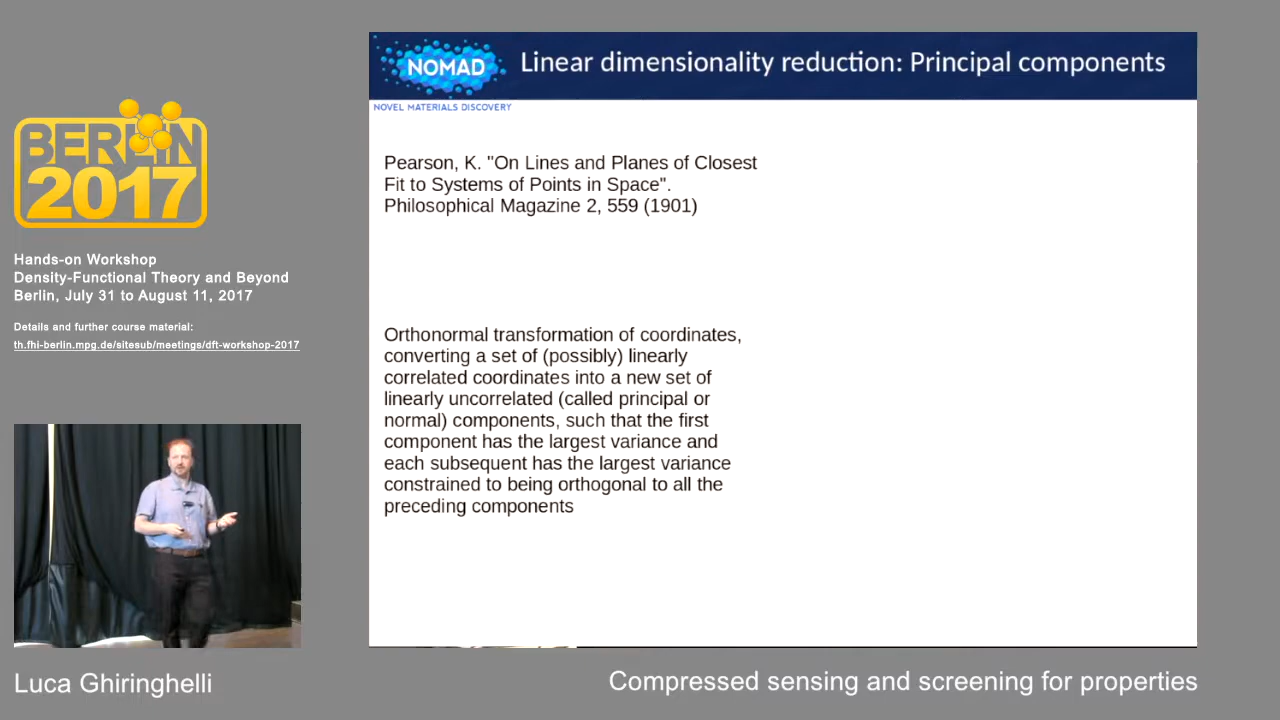 BERLIN
2017
Hands-on Workshop
Density-Functional Theory and Beyond
Berlin, July 31 to August 11, 2017
Details and further course material:
th.fhi-berlin.mpg.de/sitesub/meetings/dft-workshop-2017
NOMAD
NOVEL MATERIALS DISCOVERY
Linear dimensionality reduction: Principal components
Pearson, K. "On Lines and Planes of Closest
Fit to Systems of Points in Space".
Philosophical Magazine 2, 559 (1901)
Orthonormal transformation of coordinates,
converting a set of (possibly) linearly
correlated coordinates into a new set of
linearly uncorrelated (called principal or
normal) components, such that the first
component has the largest variance and
each subsequent has the largest variance
constrained to being orthogonal to all the
preceding components
Luca Ghiringhelli
Compressed sensing and screening for properties